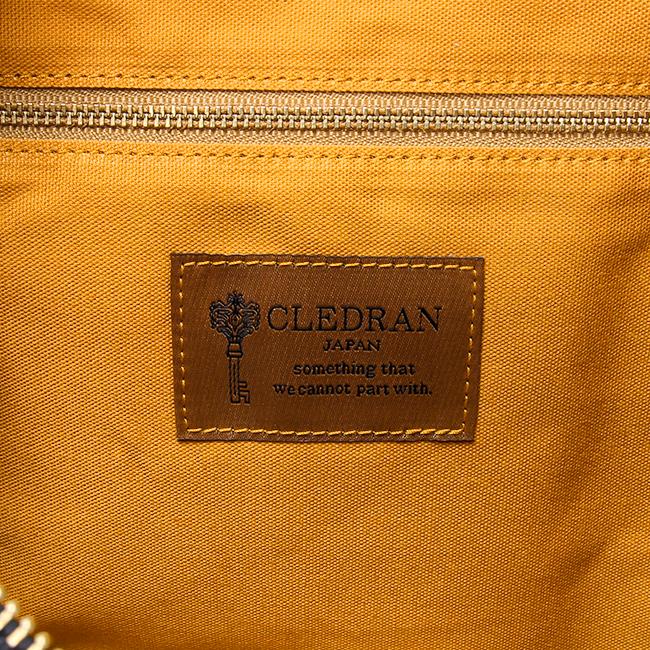 CLEDRAN
JAPAN
something that
we cannot part with.